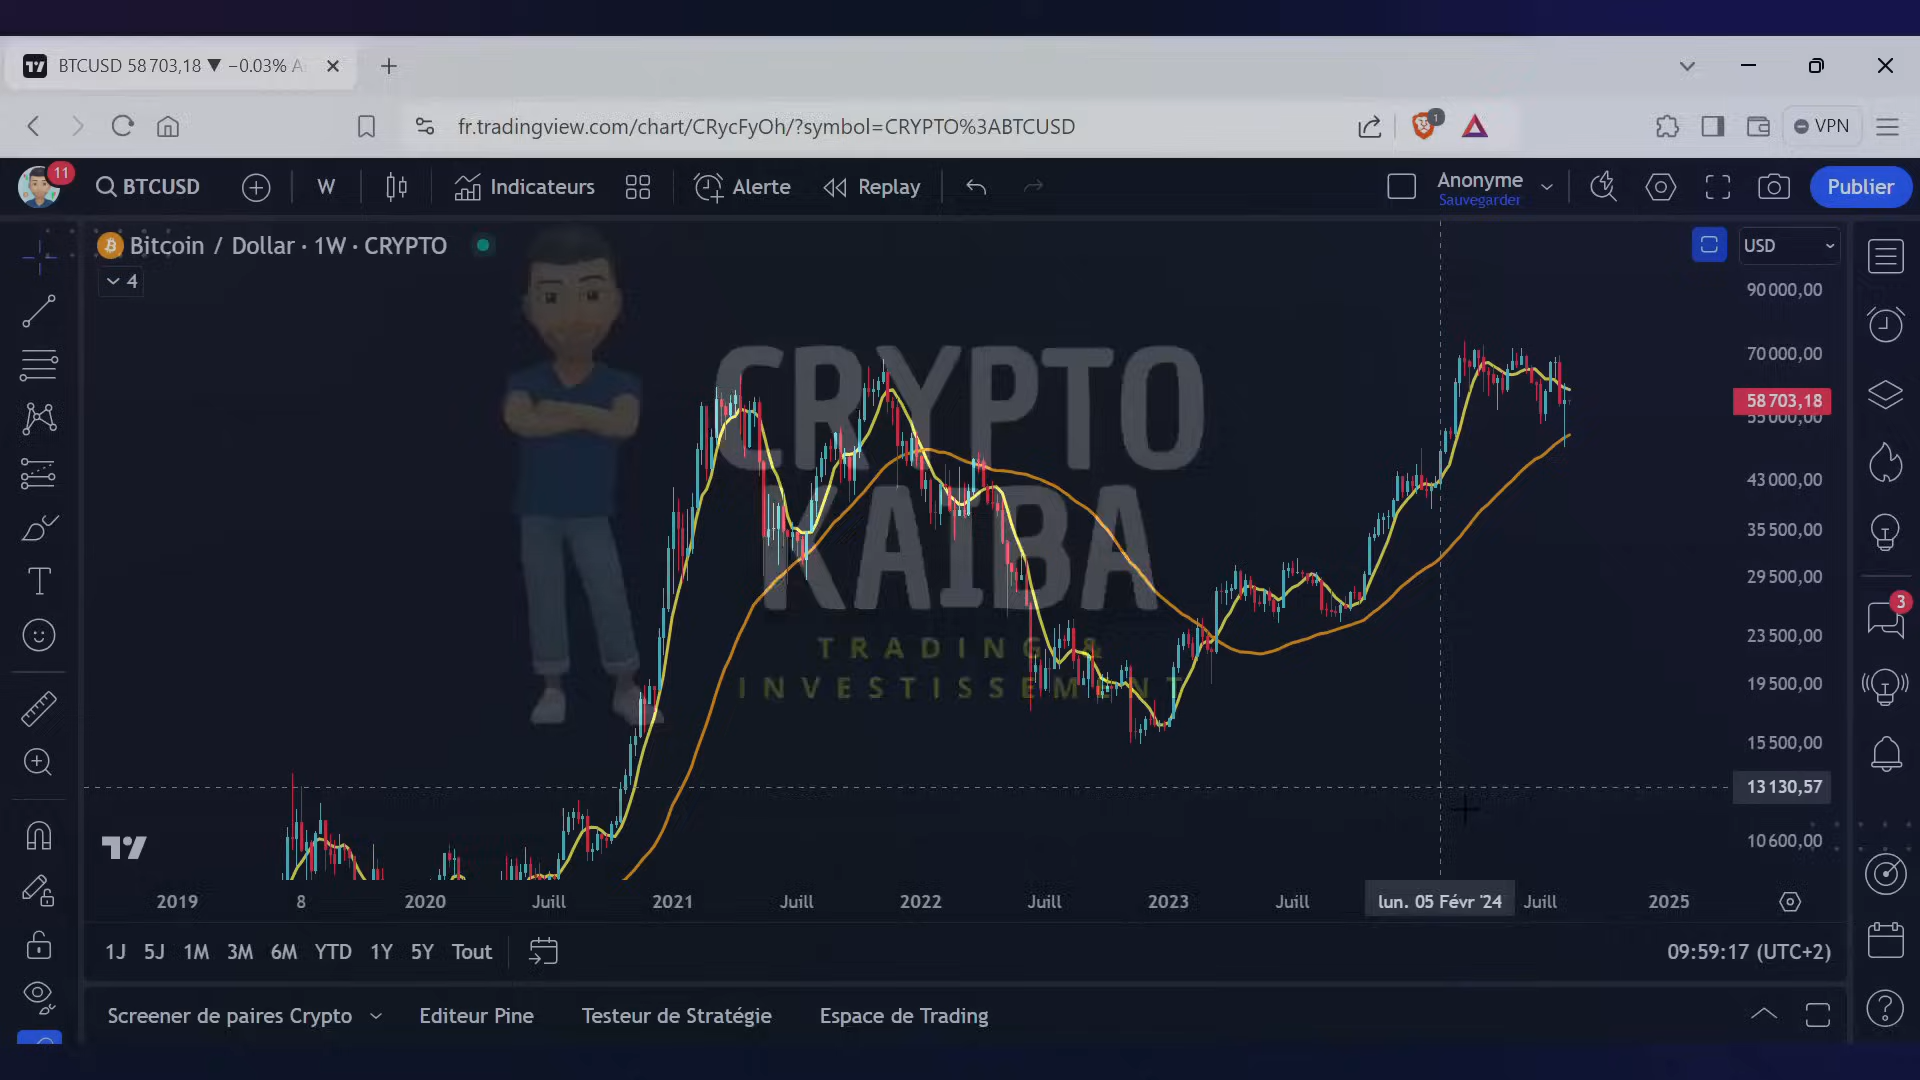 BTCUSD 58 703,18 ▼ −0.03% A
fr.tradingview.com/chart/CRycFyOh/?symbol=CRYPTO%3ABTCUSD
1
VPN
11
BTCUSD
W
Indicateurs
Alerte
Replay
Anonyme
Sauvegarder
Publier
Bitcoin / Dollar · 1W · CRYPTO
4
USD
CRYPTO
KAIBA
TRADING &
INVESTISSEMENT
90 000,00
70 000,00
58 703,18
55 000,00
43 000,00
35 500,00
29 500,00
23 500,00
19 500,00
15 500,00
13 130,57
10 600,00
3
2019
8
2020
Juill
2021
Juill
2022
Juill
2023
Juill
lun. 05 Févr '24
Juill
2025
1J 5J 1M 3M 6M YTD 1Y 5Y Tout
09:59:17 (UTC+2)
Screener de paires Crypto
Editeur Pine
Testeur de Stratégie
Espace de Trading